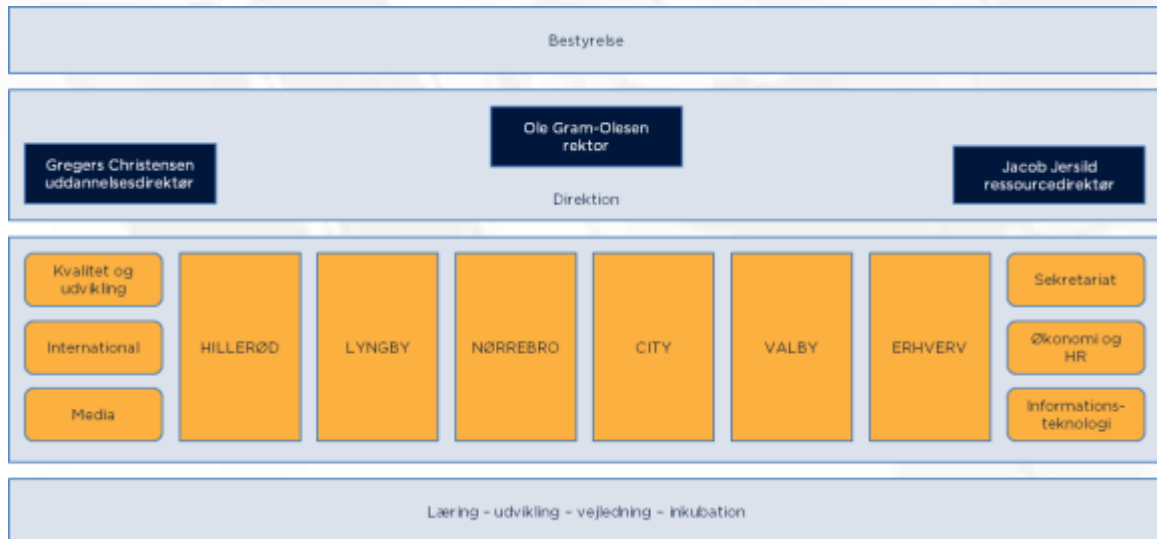 Bestyrelse
Ole Gram-Olesen
rektor
Gregers Christensen
uddannelsesdirektør
Jacob Jersild
ressourcedirektør
Direktion
Kvalitet og
udvikling
International
Media
HILLERØD
LYNGBY
NØRREBRO
CITY
VALBY
ERHVERV
Sekretariat
Økonomi og
HR
Informations-
teknologi
Læring – udvikling – vejledning – inkubation